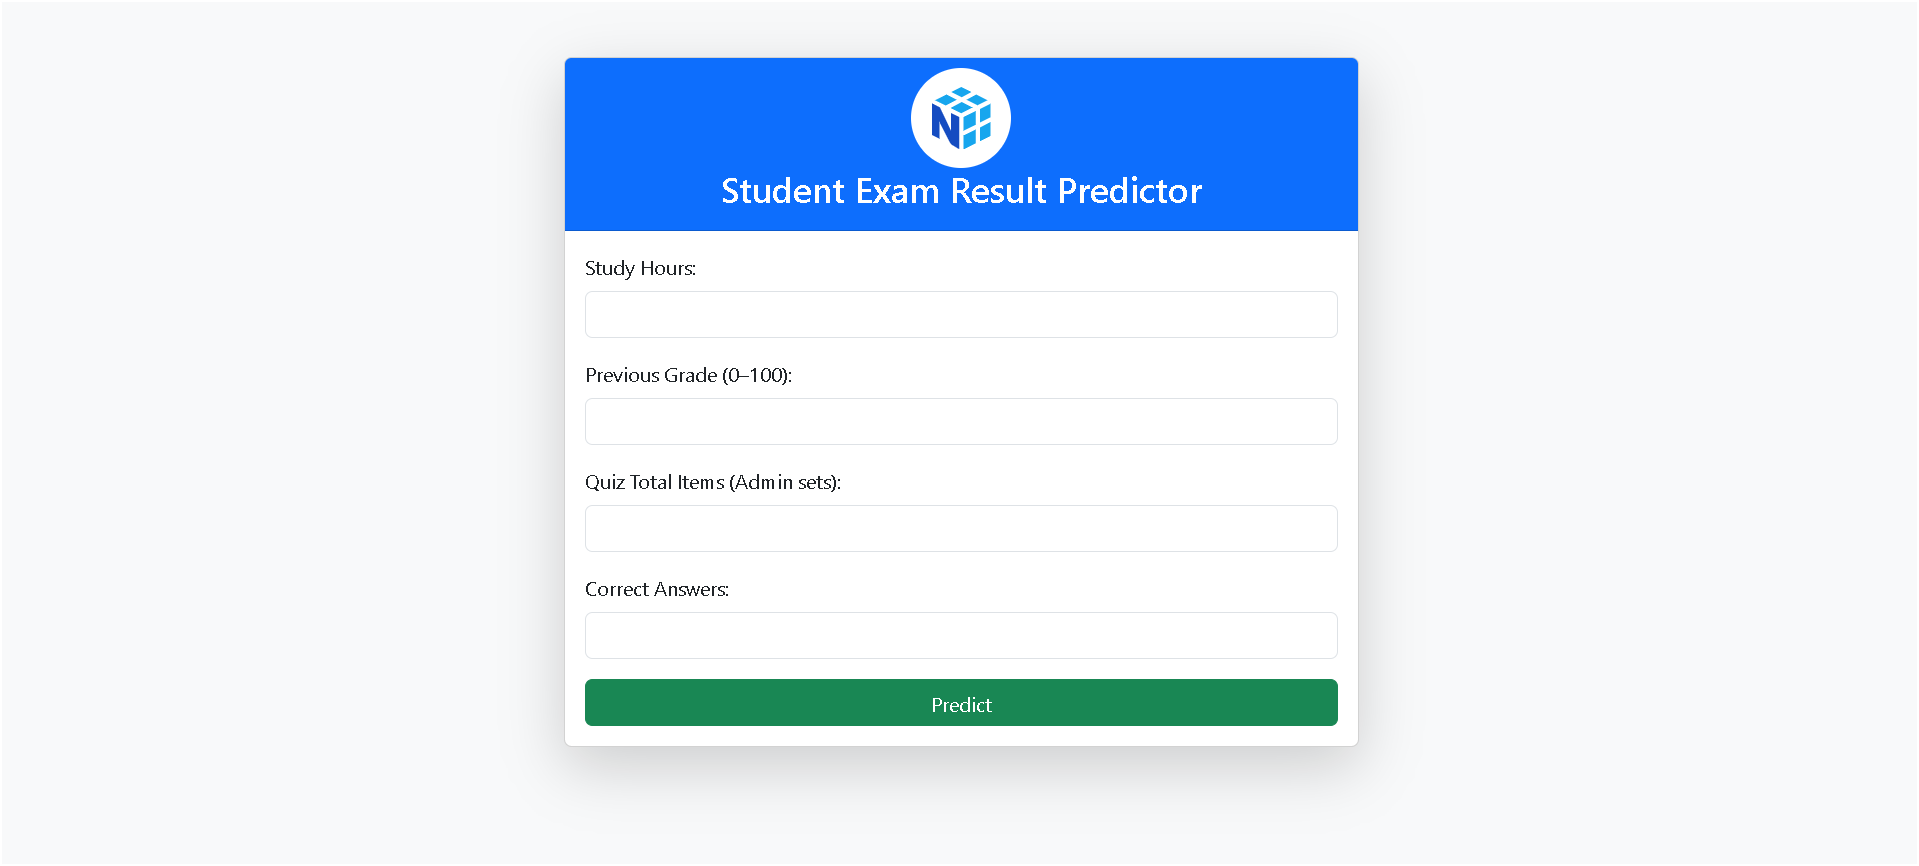 Student Exam Result Predictor
Study Hours:
Previous Grade (0–100):
Quiz Total Items (Admin sets):
Correct Answers:
Predict